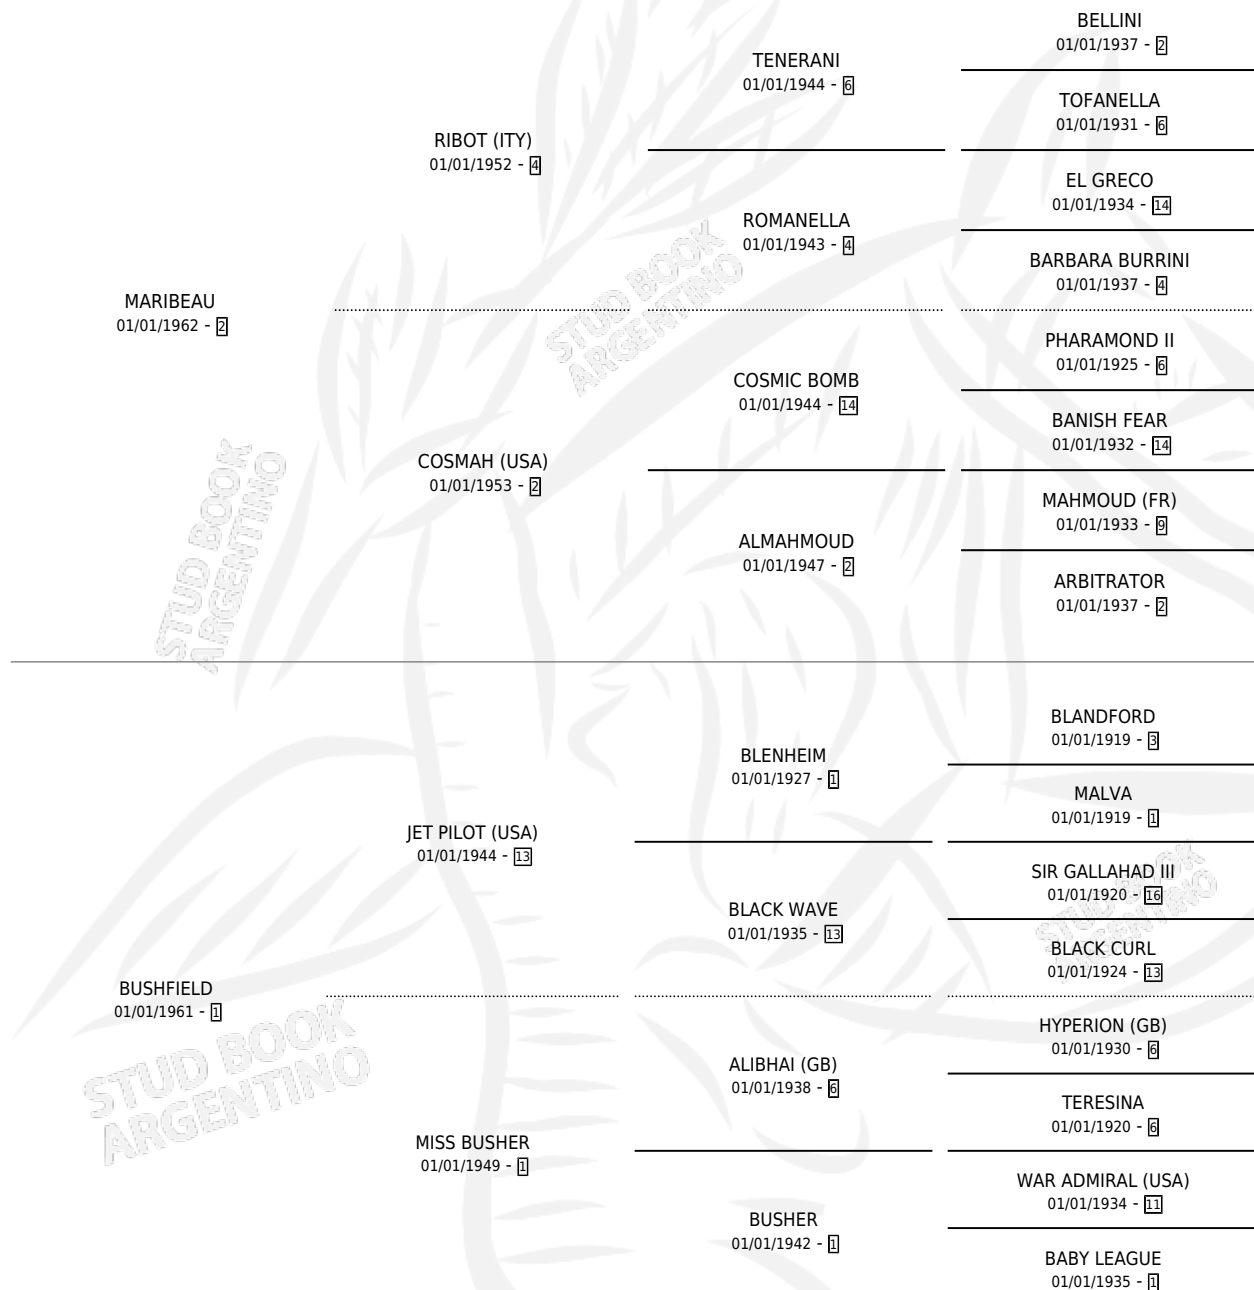 BELLINI
01/01/1937 - 2
TENERANI
01/01/1944 - 6
TOFANELLA
01/01/1931 - 6
RIBOT (ITY)
01/01/1952 - 4
EL GRECO
01/01/1934 - 14
ROMANELLA
01/01/1943 - 4
BARBARA BURRINI
01/01/1937 - 4
MARIBEAU
01/01/1962 - 2
STUD BOOK
ARGENTINO
PHARAMOND II
01/01/1925 - 6
COSMIC BOMB
01/01/1944 - 14
BANISH FEAR
01/01/1932 - 14
COSMAH (USA)
01/01/1953 - 2
MAHMOUD (FR)
01/01/1933 - 9
ALMAHMOUD
01/01/1947 - 2
ARBITRATOR
01/01/1937 - 2
STUD BOOK
ARGENTINO
BLANDFORD
01/01/1919 - 3
BLENHEIM
01/01/1927 - 1
MALVA
01/01/1919 - 1
JET PILOT (USA)
01/01/1944 - 13
SIR GALLAHAD III
01/01/1920 - 16
BLACK WAVE
01/01/1935 - 13
BLACK CURL
01/01/1924 - 13
STUD BOOK
ARGENTINO
BUSHFIELD
01/01/1961 - 1
HYPERION (GB)
01/01/1930 - 6
ALIBHAI (GB)
01/01/1938 - 6
TERESINA
01/01/1920 - 6
STUD BOOK
ARGENTINO
MISS BUSHER
01/01/1949 - 1
WAR ADMIRAL (USA)
01/01/1934 - 11
BUSHER
01/01/1942 - 1
BABY LEAGUE
01/01/1935 - 1